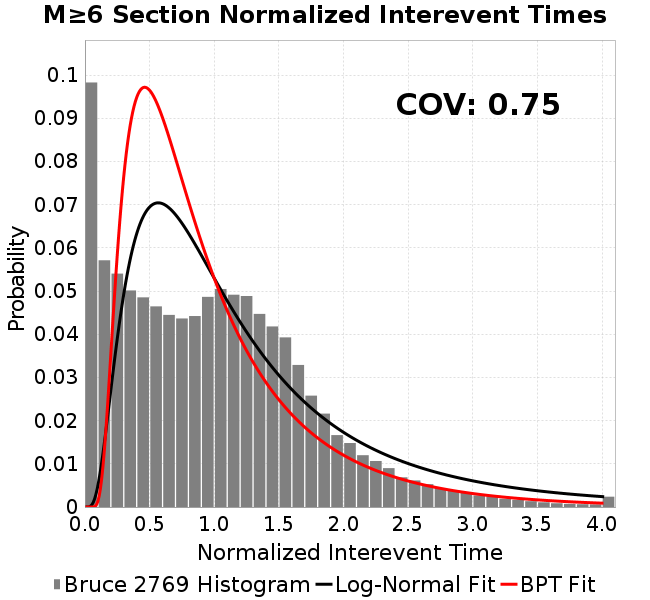 M≥6 Section Normalized Interevent Times
COV: 0.75
Probability
0.1
0.09
0.08
0.07
0.06
0.05
0.04
0.03
0.02
0.01
0
0.0 0.5 1.0 1.5 2.0 2.5 3.0 3.5 4.0
Normalized Interevent Time
Bruce 2769 Histogram Log-Normal Fit BPT Fit